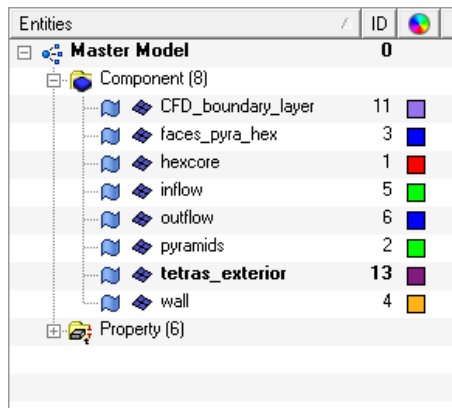 Entities ID
Master Model 0
Component (8)
CFD_boundary_layer 11
faces_pyra_hex 3
hexcore 1
inflow 5
outflow 6
pyramids 2
tetras_exterior 13
wall 4
Property (6)